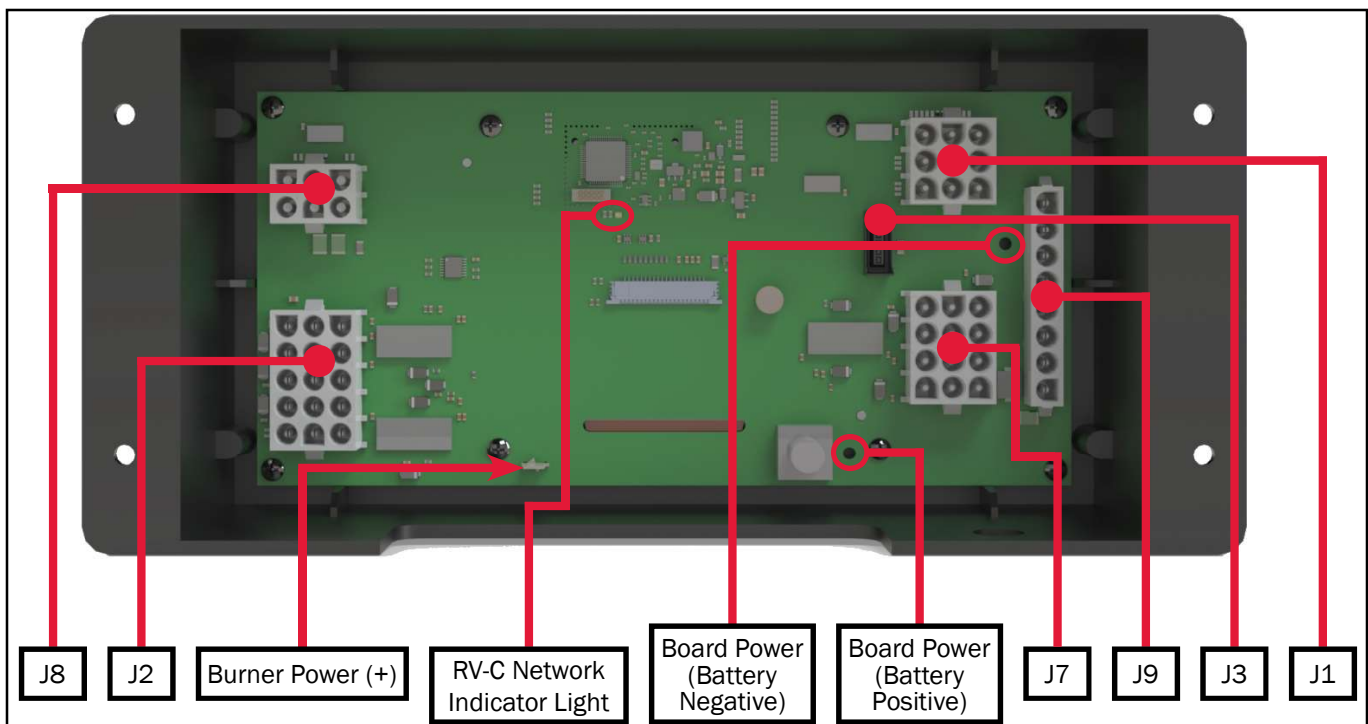 J8
J2
Burner Power (+)
RV-C Network
Indicator Light
Board Power
(Battery
Negative)
Board Power
(Battery
Positive)
J7
J9
J3
J1